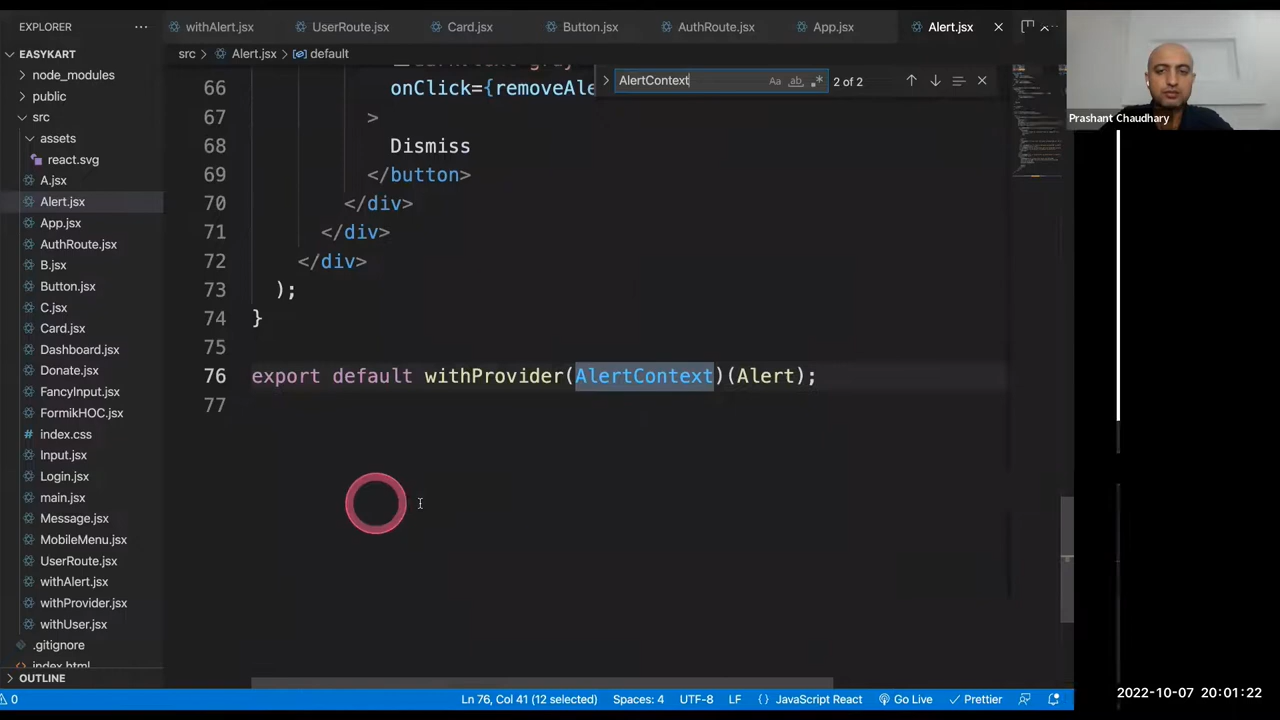 EXPLORER
withAlert.jsx
UserRoute.jsx
Card.jsx
Button.jsx
AuthRoute.jsx
App.jsx
Alert.jsx
EASYKART
src > Alert.jsx > default
node_modules
public
src
assets
react.svg
A.jsx
Alert.jsx
App.jsx
AuthRoute.jsx
B.jsx
Button.jsx
C.jsx
Card.jsx
Dashboard.jsx
Donate.jsx
FancyInput.jsx
FormikHOC.jsx
index.css
Input.jsx
Login.jsx
main.jsx
Message.jsx
MobileMenu.jsx
UserRoute.jsx
withAlert.jsx
withProvider.jsx
withUser.jsx
.gitignore
index.html
OUTLINE
AlertContext
Aa ab 2 of 2
66 onClick={removeAle
67 >
68 Dismiss
69 </button>
70 </div>
71 </div>
72 </div>
73 );
74 }
75
76 export default withProvider(AlertContext)(Alert);
77
Prashant Chaudhary
0
Ln 76, Col 41 (12 selected)
Spaces: 4
UTF-8
LF
{ } JavaScript React
Go Live
Prettier
2022-10-07 20:01:22